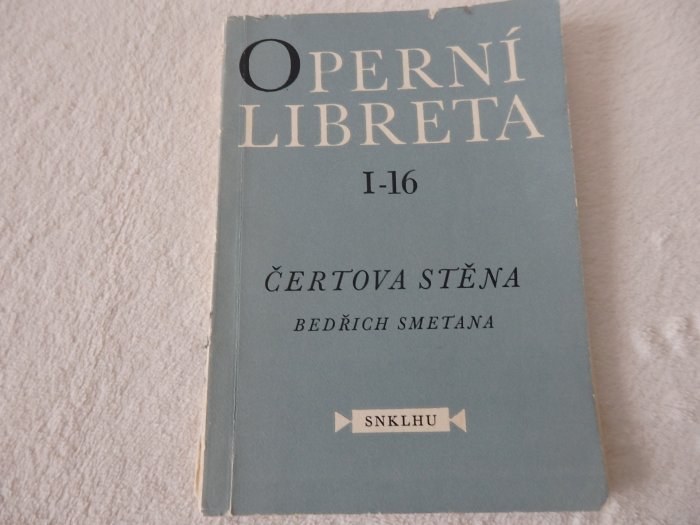 OPERNÍ
LIBRETA
I-16
ČERTOVA STĚNA
BEDŘICH SMETANA
SNKLHU